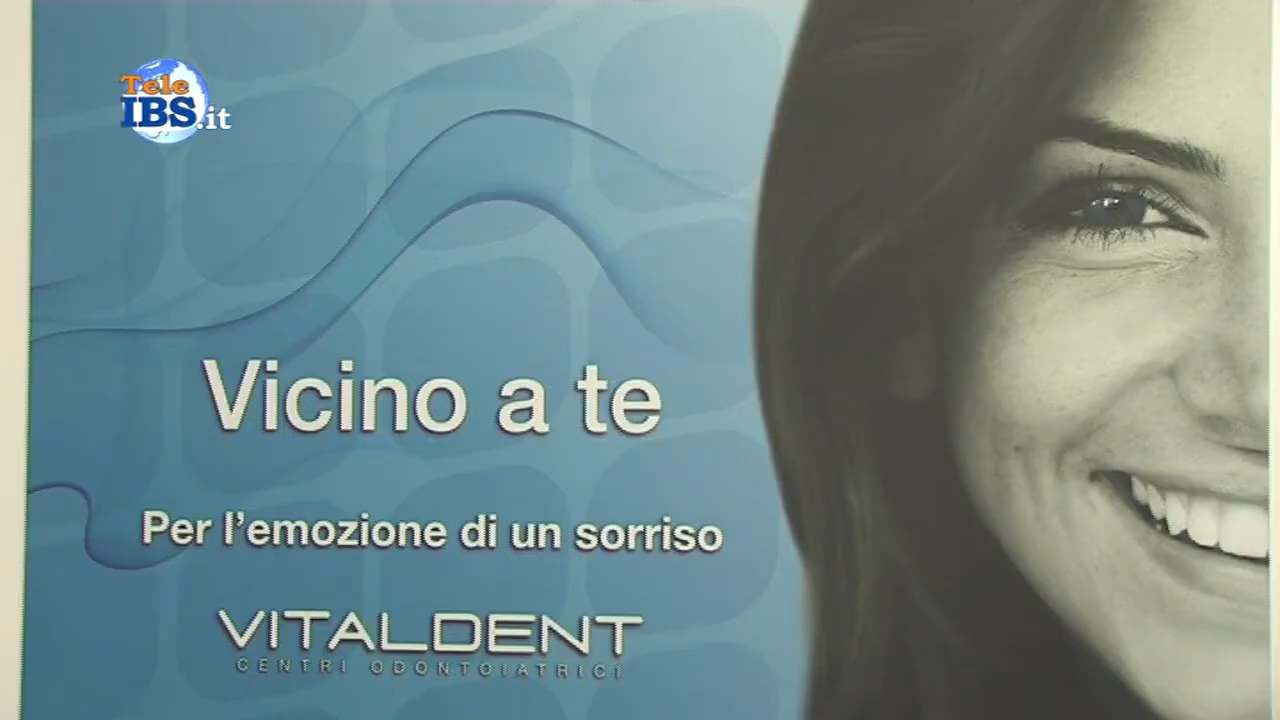 Tele
IBS.it
Vicino a te
Per l'emozione di un sorriso
VITALDENT
CENTRI ODONTOIATRICI